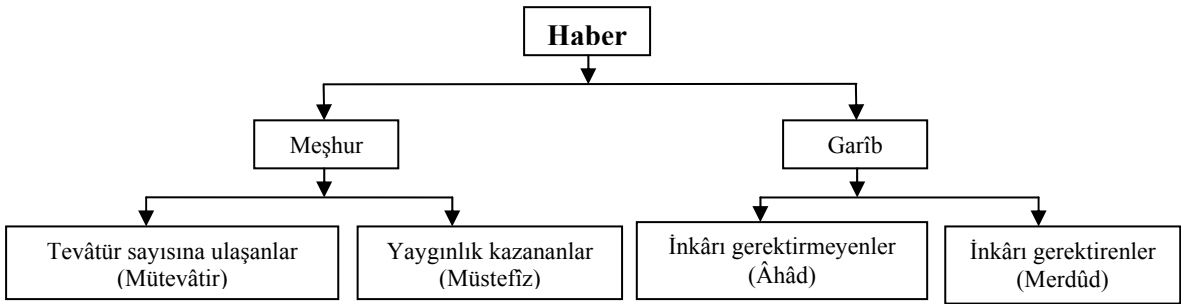 Haber
Meşhur
Garîb
Tevâtür sayısına ulaşanlar
(Mütevâtir)
Yaygınlık kazananlar
(Müstefîz)
İnkârı gerektirmeyenler
(Âhâd)
İnkârı gerektirenler
(Merdûd)